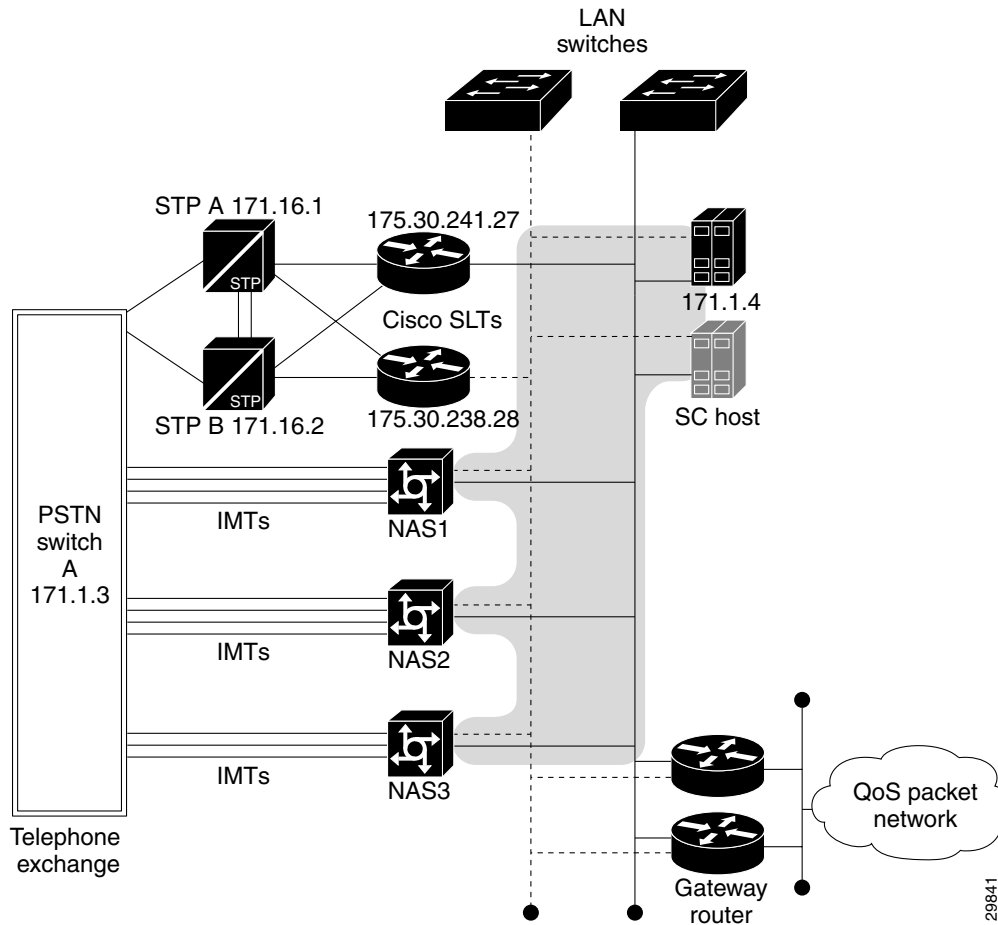 LAN
switches
STP A 171.16.1
175.30.241.27
STP
171.1.4
Cisco SLTs
STP
STP B 171.16.2
175.30.238.28
SC host
PSTN
switch
A
171.1.3
IMTs
NAS1
IMTs
NAS2
IMTs
NAS3
QoS packet
network
Telephone
exchange
Gateway
router
29841